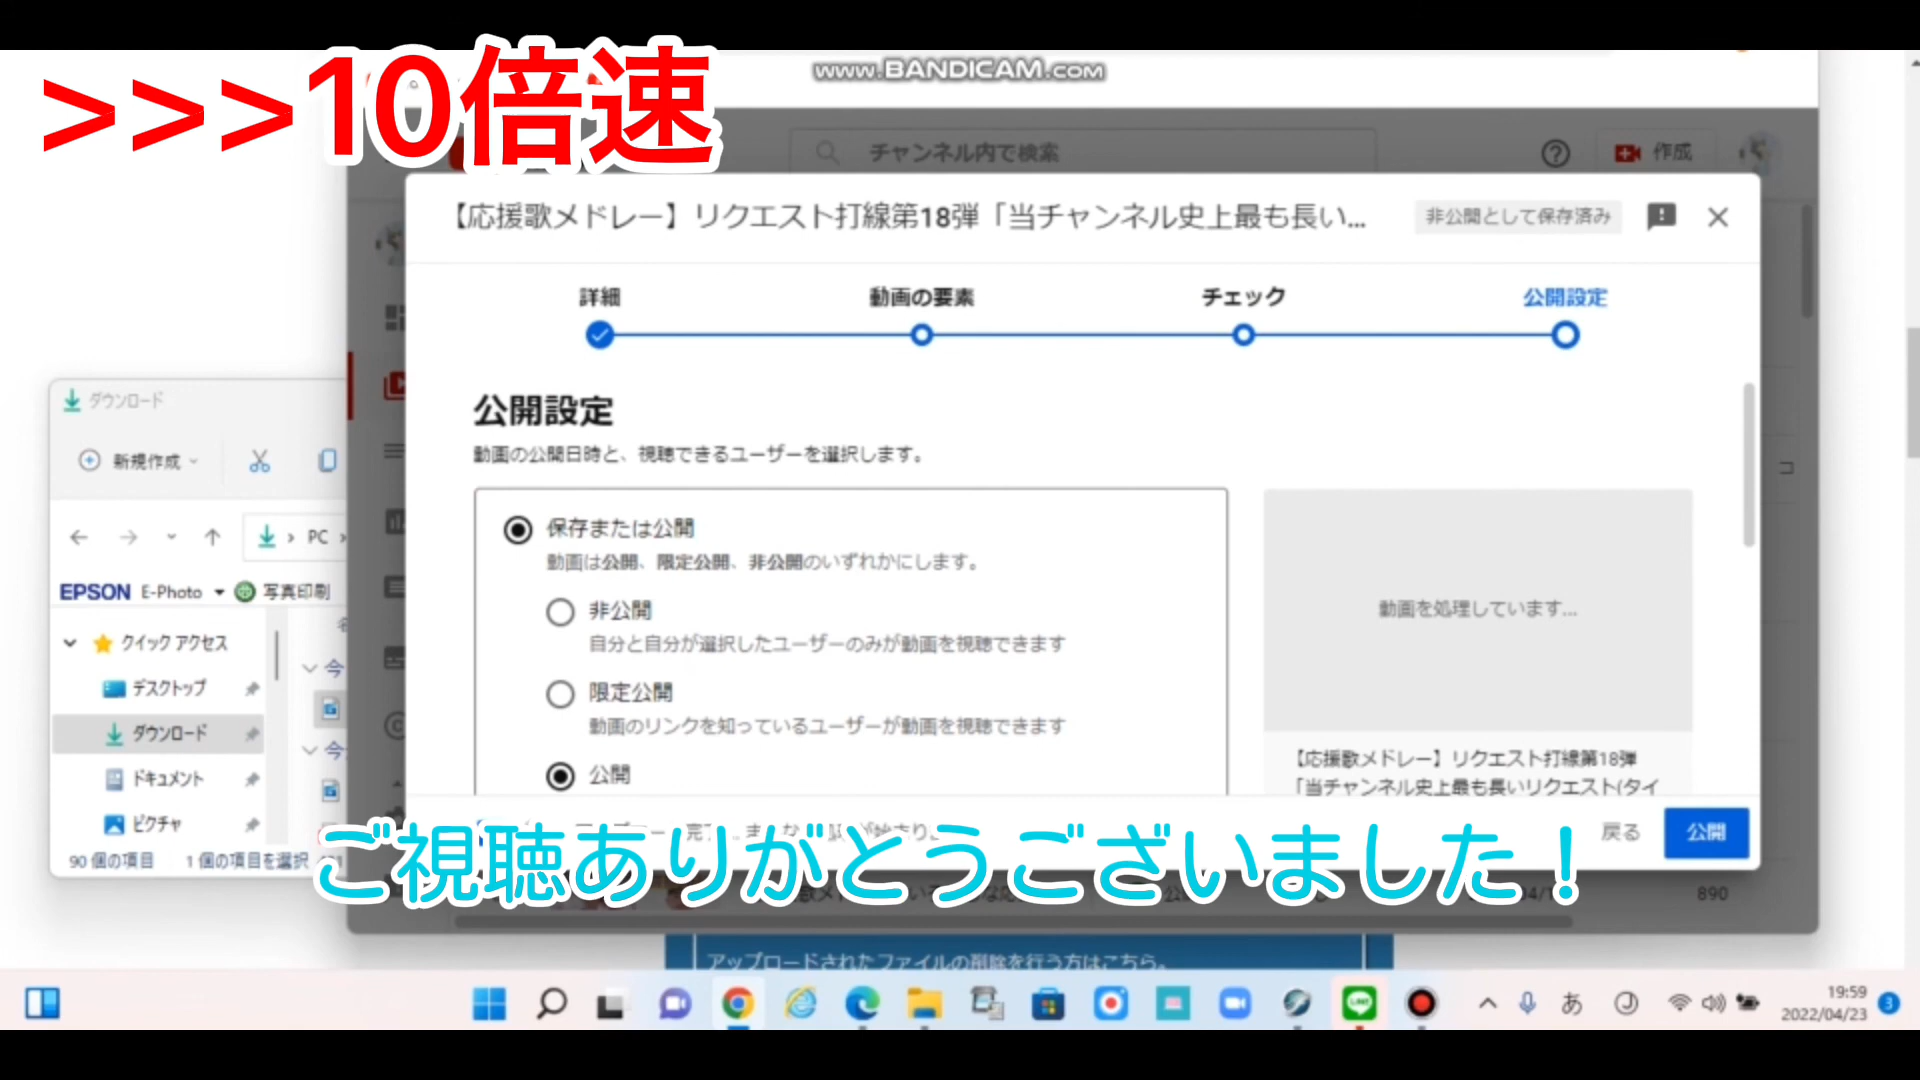 >>>10倍速
www.BANDICAM.com
チャンネル内で検索
作成
【応援歌メドレー】リクエスト打線第18弾「当チャンネル史上最も長い...
非公開として保存済み
詳細
動画の要素
チェック
公開設定
公開設定
動画の公開日時と、視聴できるユーザーを選択します。
保存または公開
動画は公開、限定公開、非公開のいずれかにします。
非公開
自分と自分が選択したユーザーのみが動画を視聴できます
限定公開
動画のリンクを知っているユーザーが動画を視聴できます
公開
動画を処理しています...
【応援歌メドレー】リクエスト打線第18弾
「当チャンネル史上最も長いリクエスト(タイ
戻る
公開
ダウンロード
新規作成
PC
EPSON E-Photo 写真印刷
クイック アクセス
デスクトップ
ダウンロード
ドキュメント
ピクチャ
今
今
90 個の項目
1 個の項目を選択
ご視聴ありがとうございました！
890
アップロードされたファイルの削除を行う方はこちら。
LINE
あ
19:59
2022/04/23
3